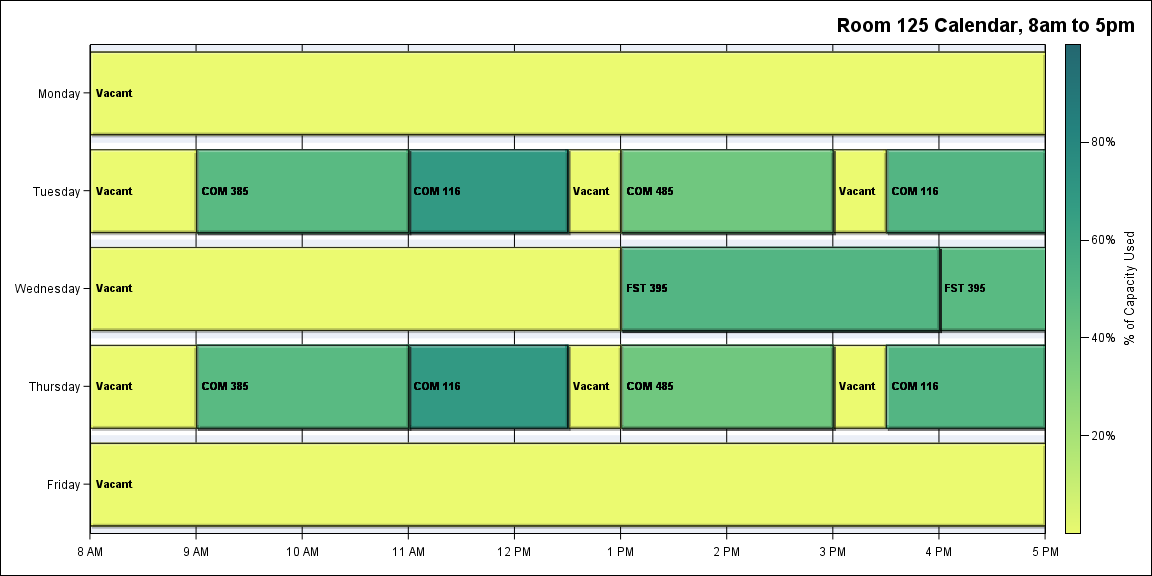 Room 125 Calendar, 8am to 5pm
Monday
Vacant
Tuesday
Vacant
COM 385
COM 116
Vacant
COM 485
Vacant
COM 116
Wednesday
Vacant
FST 395
FST 395
Thursday
Vacant
COM 385
COM 116
Vacant
COM 485
Vacant
COM 116
Friday
Vacant
8 AM
9 AM
10 AM
11 AM
12 PM
1 PM
2 PM
3 PM
4 PM
5 PM
80%
60%
40%
20%
% of Capacity Used